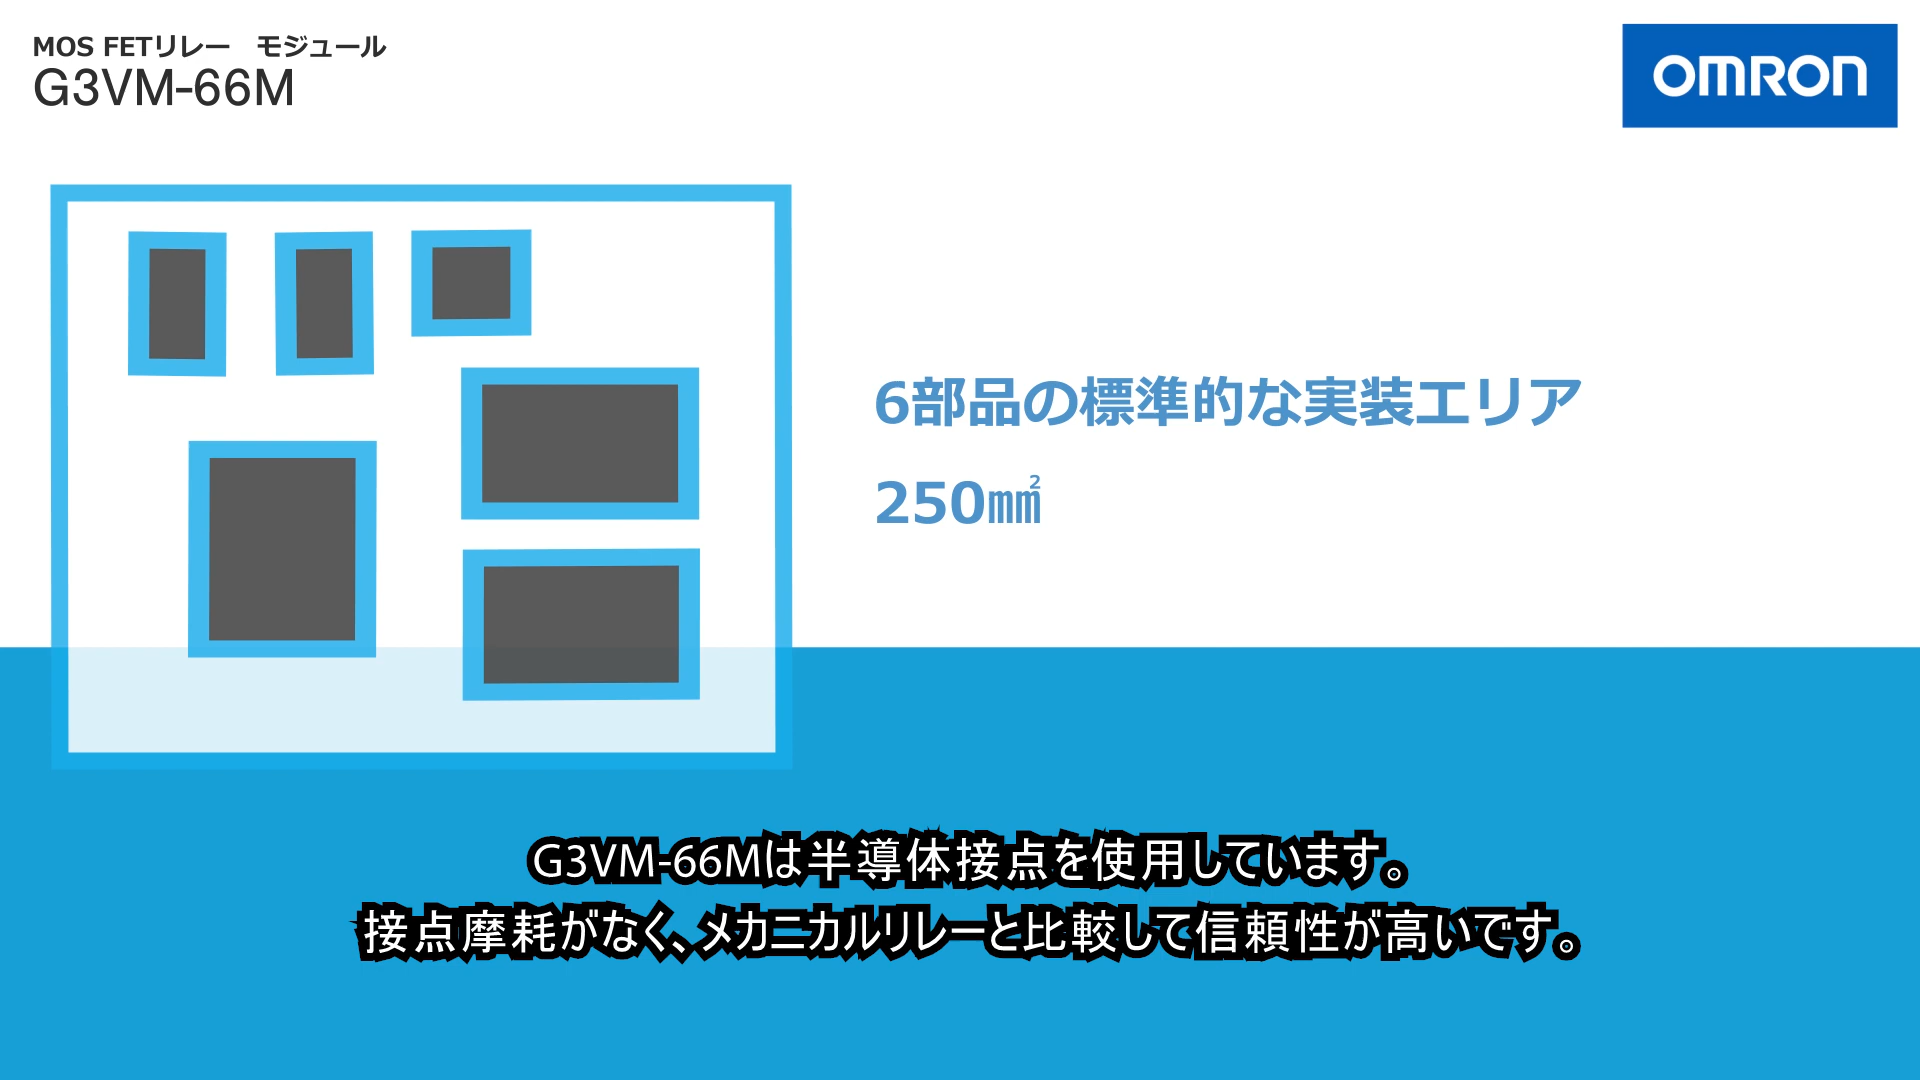 MOS FETリレー　モジュール
G3VM-66M
OMRON
6部品の標準的な実装エリア
250㎟
G3VM-66Mは半導体接点を使用しています。
接点摩耗がなく、メカニカルリレーと比較して信頼性が高いです。